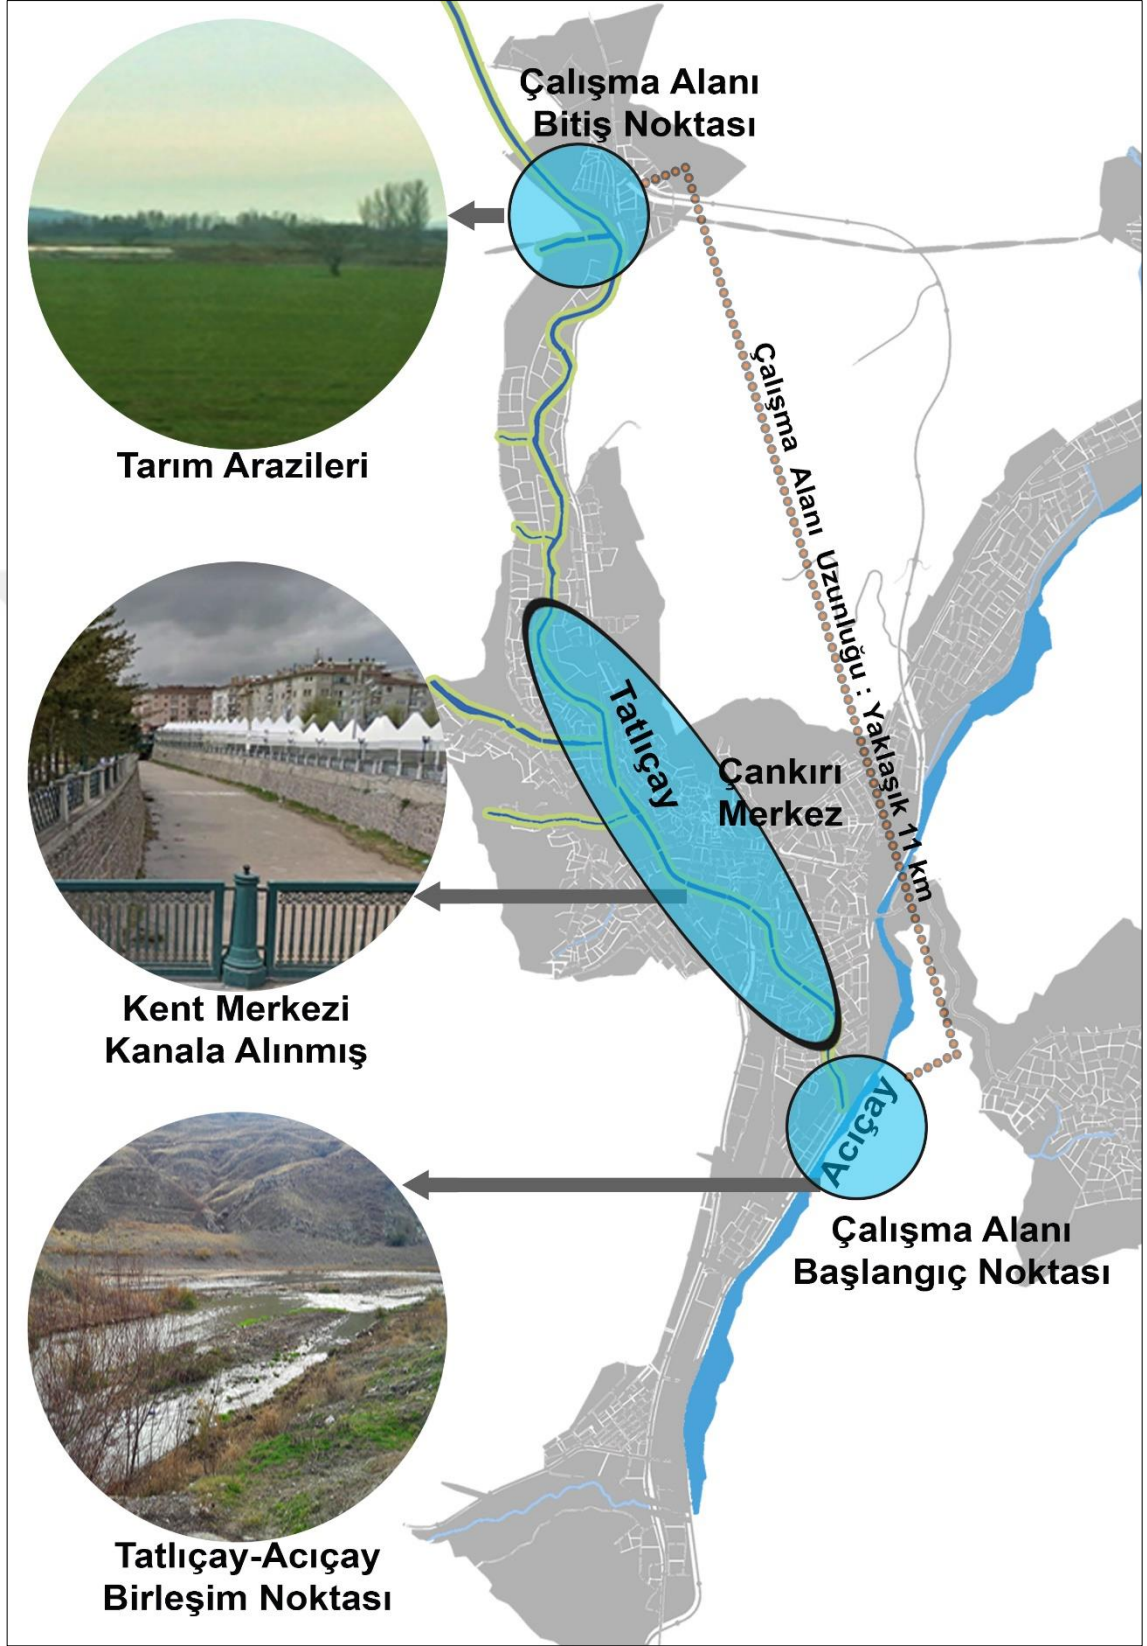 Çalışma Alanı
Bitiş Noktası
Tarım Arazileri
Çalışma Alanı Uzunluğu : Yaklaşık 11 km
Tatlıçay
Çankırı
Merkez
Kent Merkezi
Kanala Alınmış
Acıçay
Çalışma Alanı
Başlangıç Noktası
Tatlıçay-Acıçay
Birleşim Noktası